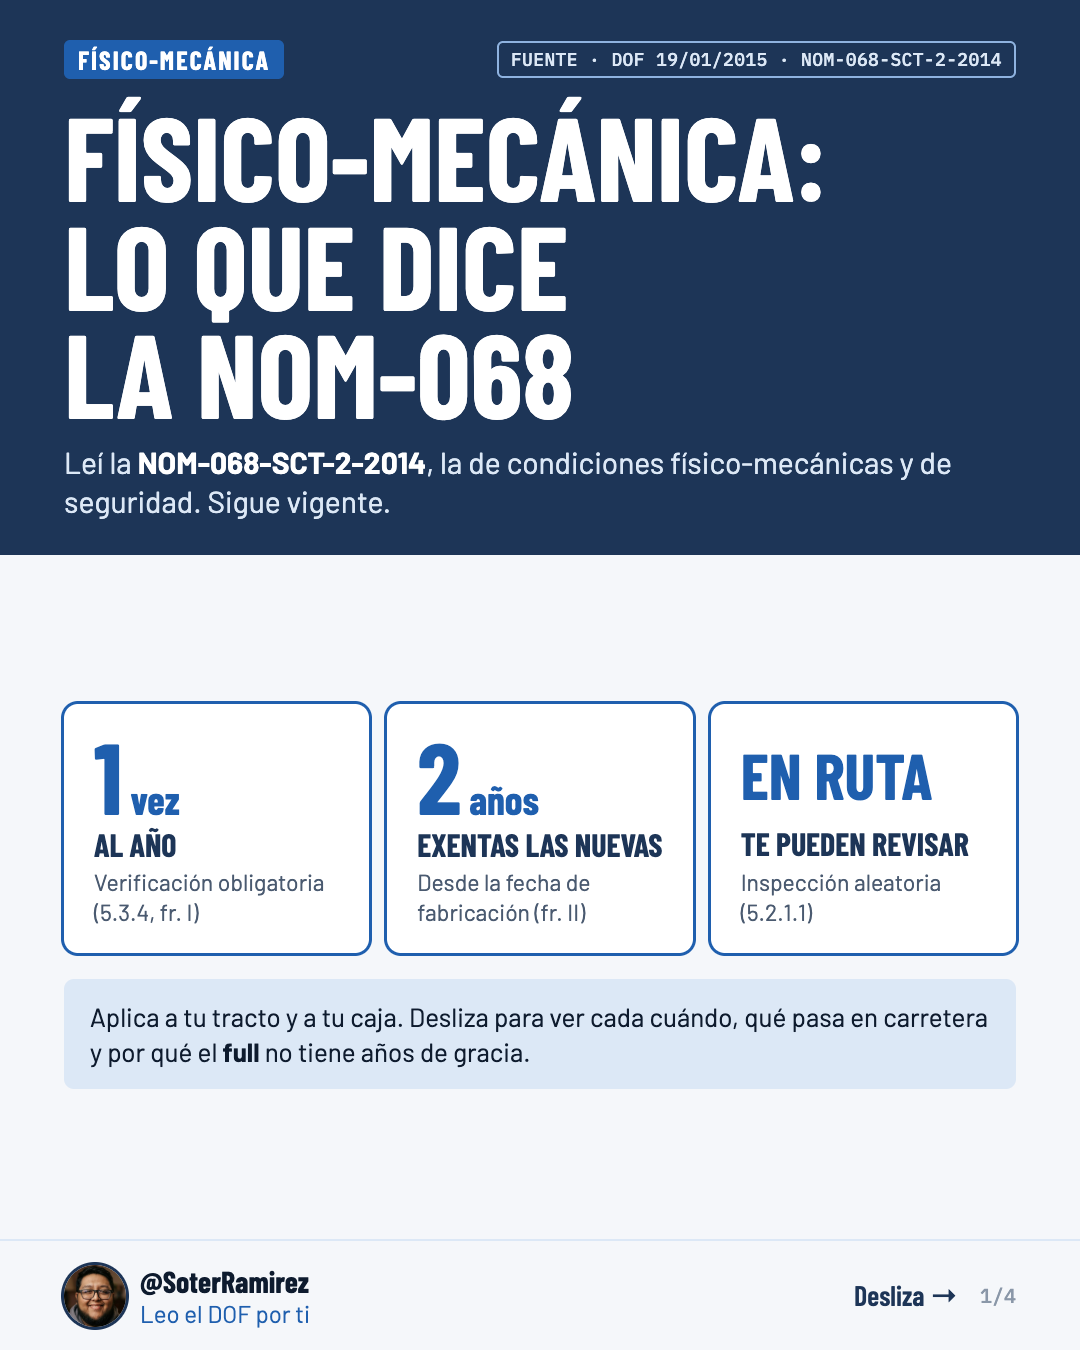 FÍSICO-MECÁNICA
FUENTE · DOF 19/01/2015 · NOM-068-SCT-2-2014
FÍSICO-MECÁNICA:
LO QUE DICE
LA NOM-068
Leí la NOM-068-SCT-2-2014, la de condiciones físico-mecánicas y de
seguridad. Sigue vigente.
1 vez
AL AÑO
Verificación obligatoria
(5.3.4, fr. I)
2 años
EXENTAS LAS NUEVAS
Desde la fecha de
fabricación (fr. II)
EN RUTA
TE PUEDEN REVISAR
Inspección aleatoria
(5.2.1.1)
Aplica a tu tracto y a tu caja. Desliza para ver cada cuándo, qué pasa en carretera
y por qué el full no tiene años de gracia.
@SoterRamirez
Leo el DOF por ti
Desliza → 1/4